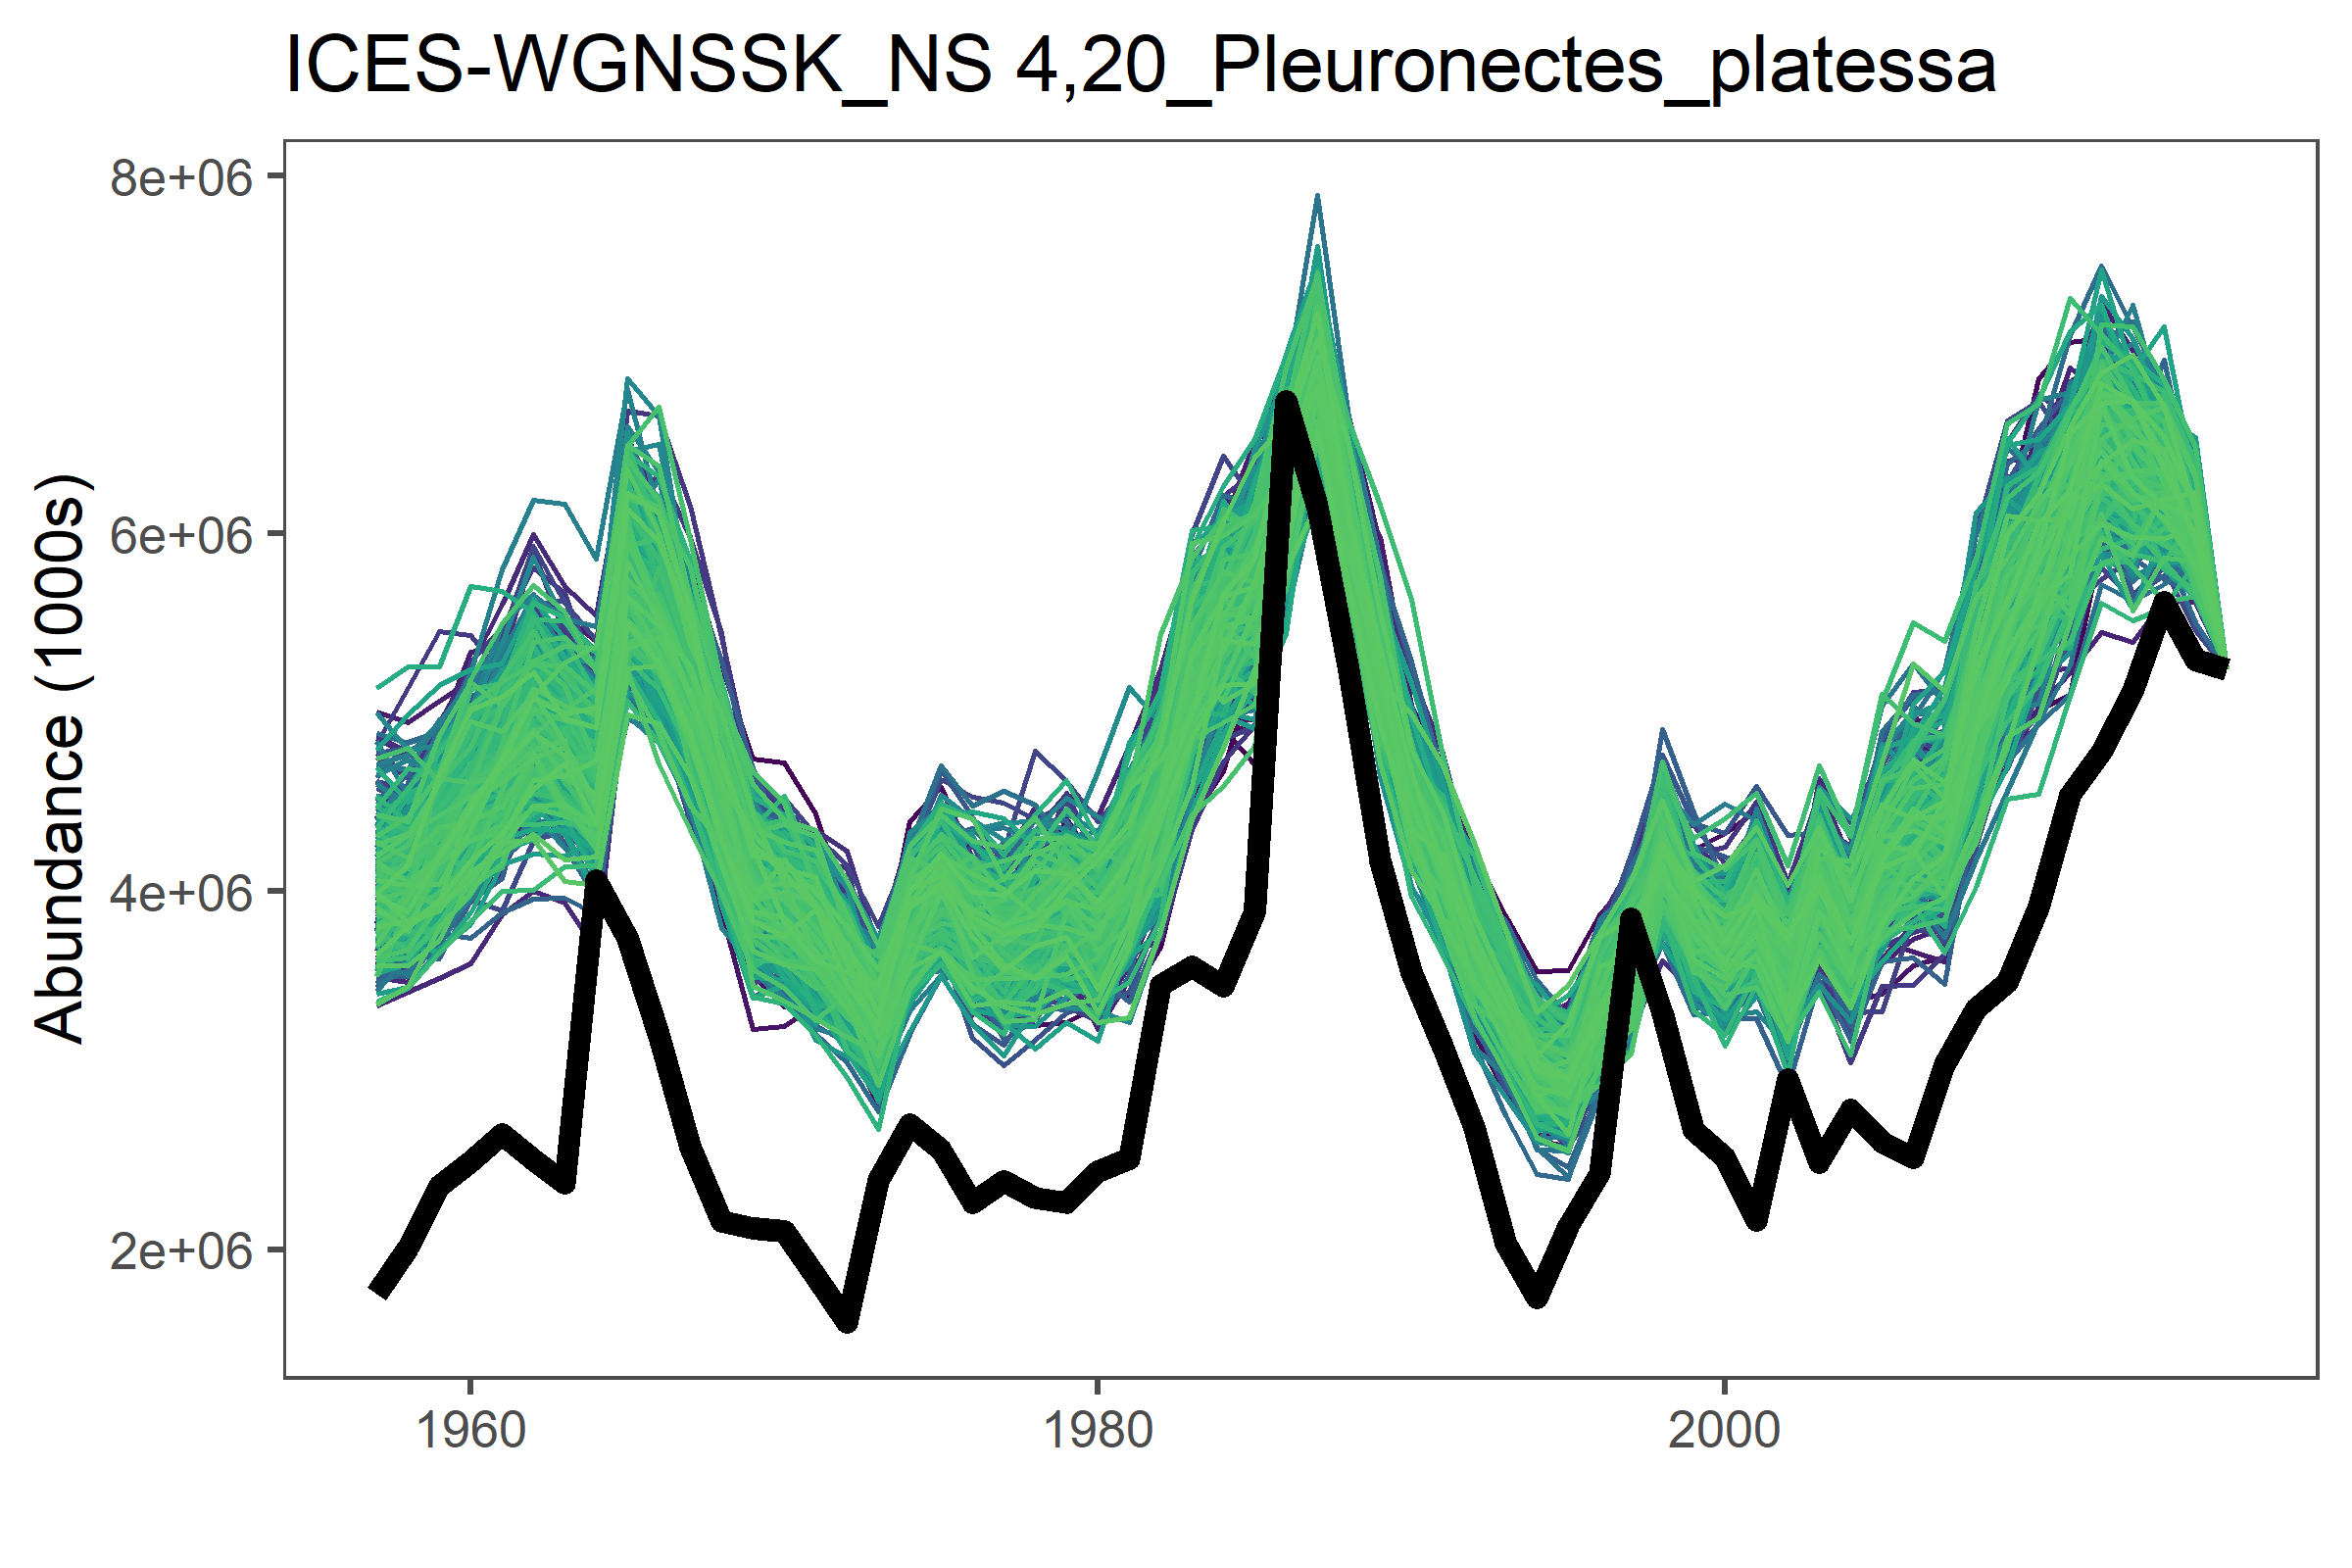 ICES-WGNSSK_NS 4,20_Pleuronectes_platessa
8e+06
6e+06
4e+06
2e+06
Abundance (1000s)
1960
1980
2000